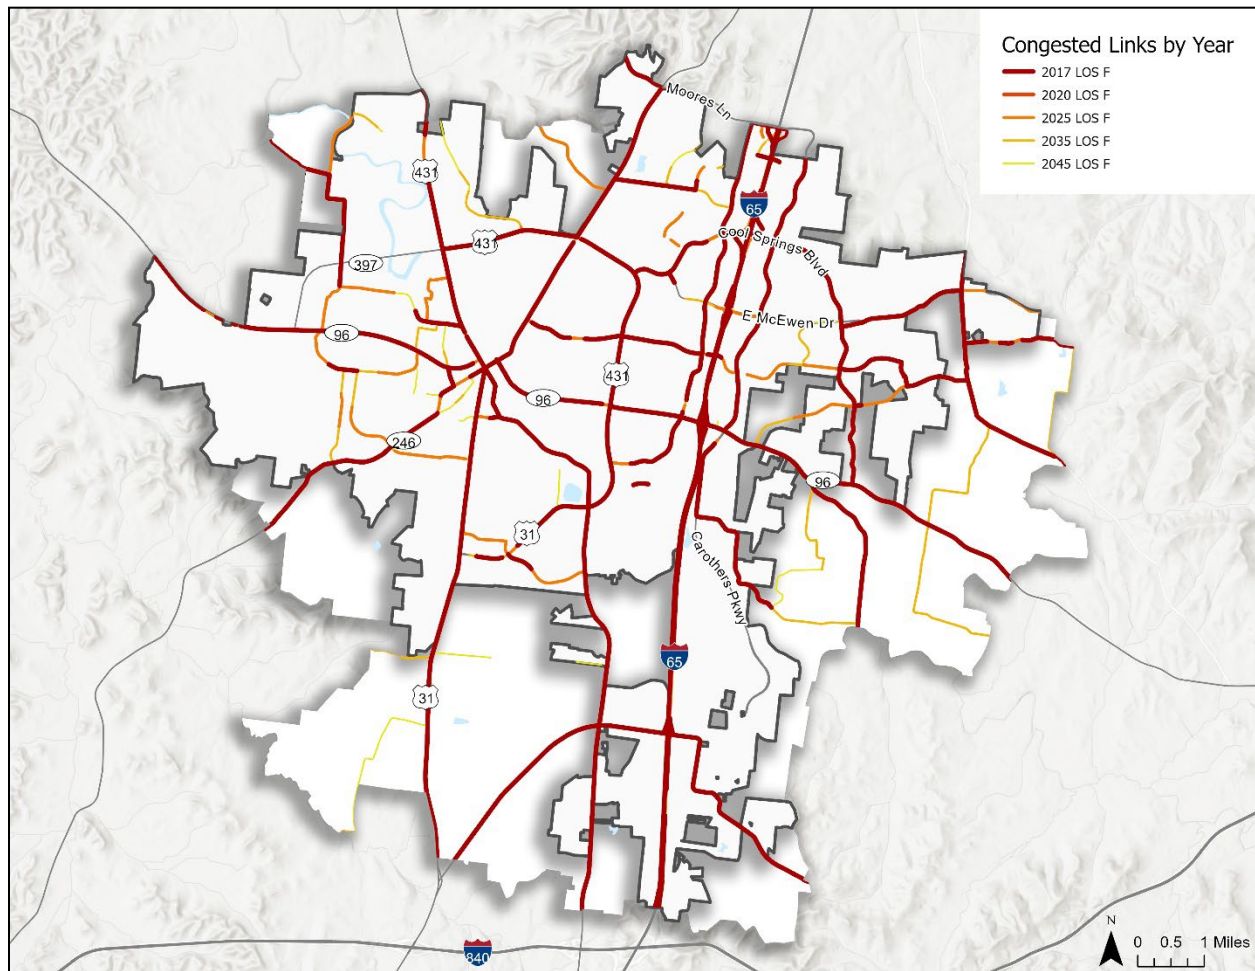 Congested Links by Year
2017 LOS F
2020 LOS F
2025 LOS F
2035 LOS F
2045 LOS F
Moores Ln
431
65
Cool Springs Blvd
431
397
E McEwen Dr
96
431
96
246
96
31
Carothers Pkwy
65
31
N
0 0.5 1 Miles
840